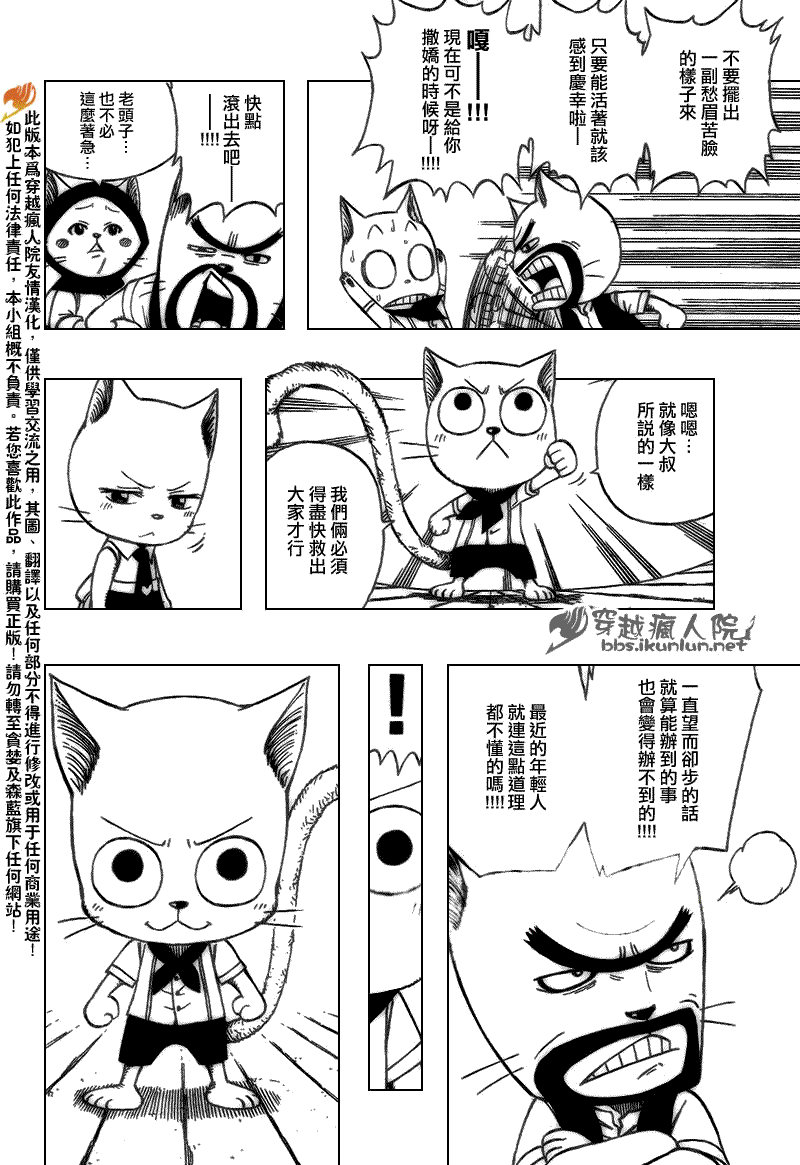 不要擺出
一副愁眉苦臉
的樣子來
只要能活著就該
感到慶幸啦—
嘎——!!!
現在可不是給你
撒嬌的時候呀—!!!!
快點
滾出去吧——
——!!!!
老頭子…
也不必
這麼著急…
嗯嗯…
就像大叔
所說的一樣
我們倆必須
得盡快救出
大家才行
一直望而卻步的話
就算能辦到的事
也會變得辦不到的!!!!
最近的年輕人
就連這點道理
都不懂的嗎!!!!
!
穿越瘋人院
bbs.ikunlun.net
此版本爲穿越瘋人院友情漢化，僅供學習交流之用，其圖、翻譯以及任何部分不得進行修改或用于任何商業用途！
如犯上任何法律責任，本小組概不負責。若您喜歡此作品，請購買正版！請勿轉至貪婪及森藍旗下任何網站！